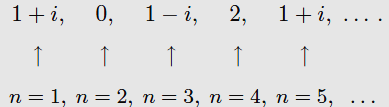 1 + i, 0, 1 − i, 2, 1 + i, ....
↑ ↑ ↑ ↑ ↑
n = 1, n = 2, n = 3, n = 4, n = 5, ...